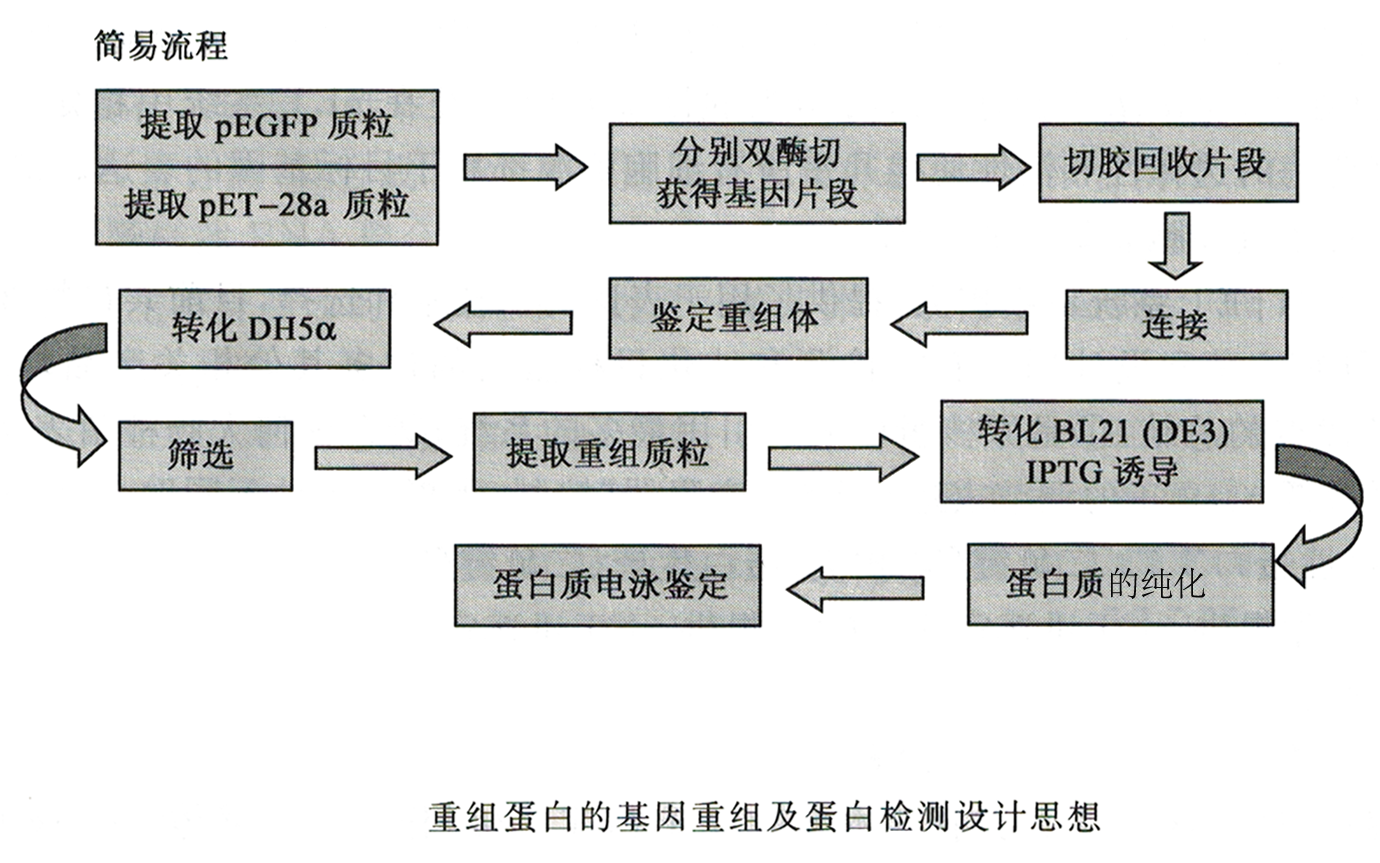 简易流程
提取 pEGFP 质粒
提取 pET-28a 质粒
分别双酶切
获得基因片段
切胶回收片段
连接
鉴定重组体
转化 DH5α
筛选
提取重组质粒
转化 BL21 (DE3)
IPTG 诱导
蛋白质的纯化
蛋白质电泳鉴定
重组蛋白的基因重组及蛋白检测设计思想